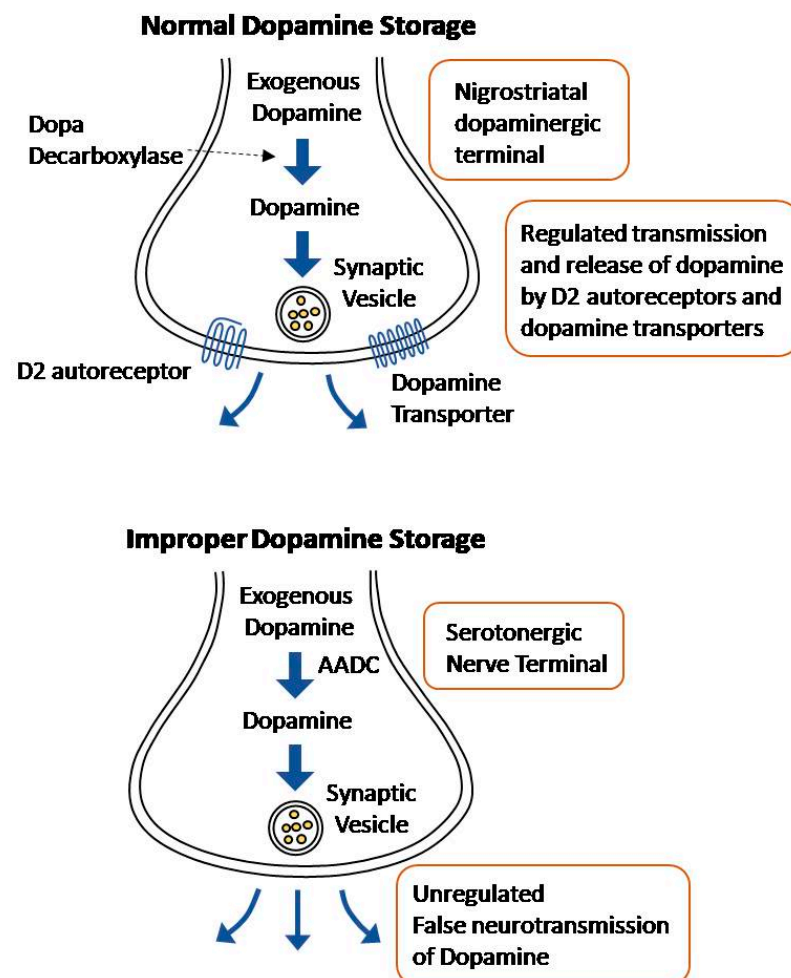 Normal Dopamine Storage
Exogenous
Dopamine
Nigrostriatal
dopaminergic
terminal
Dopa
Decarboxylase
Dopamine
Regulated transmission
and release of dopamine
by D2 autoreceptors and
dopamine transporters
Synaptic
Vesicle
D2 autoreceptor
Dopamine
Transporter
Improper Dopamine Storage
Exogenous
Dopamine
Serotonergic
Nerve Terminal
AADC
Dopamine
Synaptic
Vesicle
Unregulated
False neurotransmission
of Dopamine